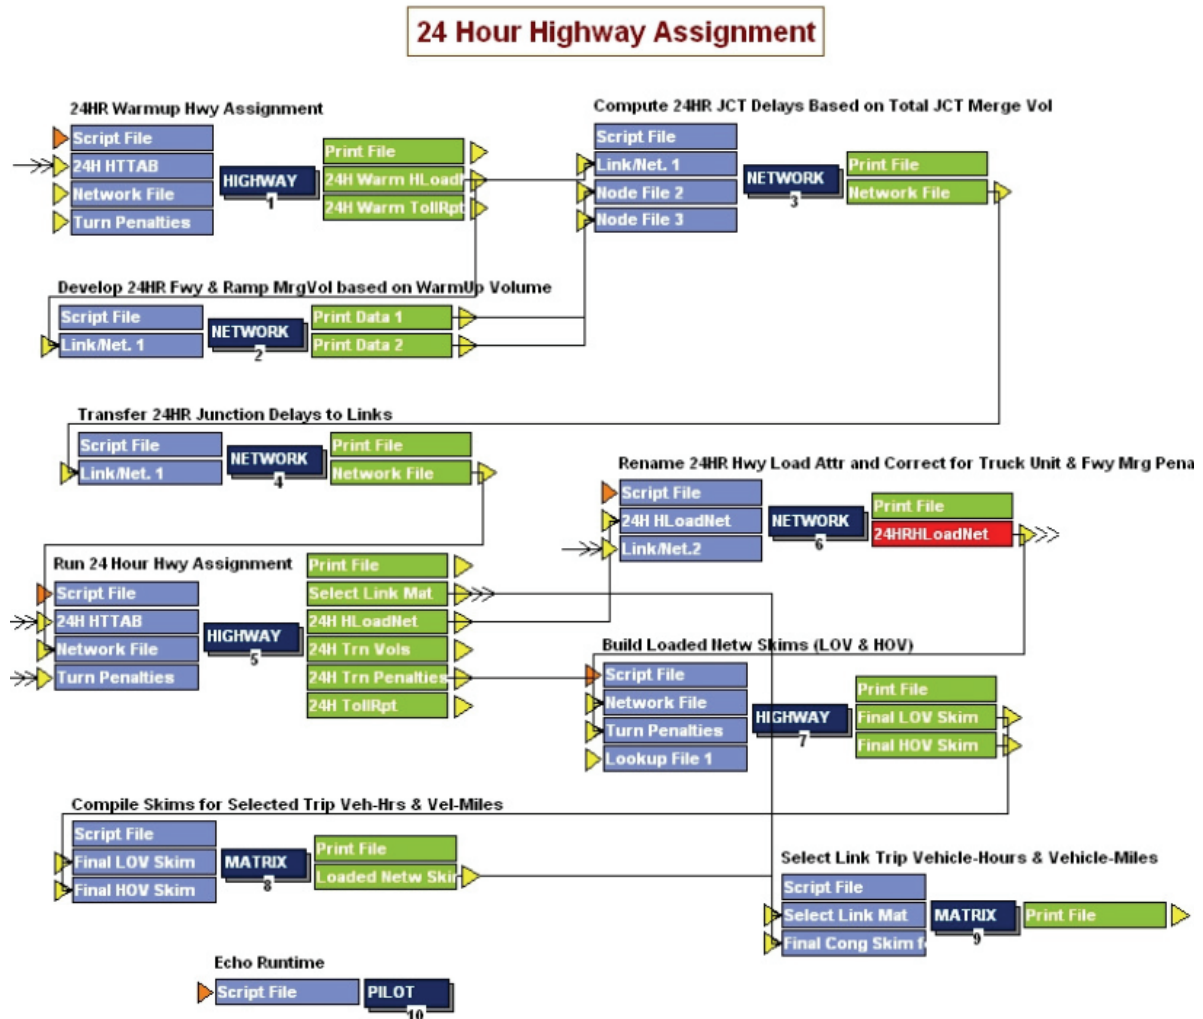 24 Hour Highway Assignment
24HR Warmup Hwy Assignment
Script File
24H HTTAB
Network File
Turn Penalties
HIGHWAY
1
Print File
24H Warm HLoad
24H Warm TollRpt
Compute 24HR JCT Delays Based on Total JCT Merge Vol
Script File
Link/Net. 1
Node File 2
Node File 3
NETWORK
3
Print File
Network File
Develop 24HR Fwy & Ramp MrgVol based on WarmUp Volume
Script File
Link/Net. 1
NETWORK
2
Print Data 1
Print Data 2
Transfer 24HR Junction Delays to Links
Script File
Link/Net. 1
NETWORK
4
Print File
Network File
Rename 24HR Hwy Load Attr and Correct for Truck Unit & Fwy Mrg Pena
Script File
24H HLoadNet
Link/Net.2
NETWORK
6
Print File
24HRHLoadNet
Run 24 Hour Hwy Assignment
Script File
24H HTTAB
Network File
Turn Penalties
HIGHWAY
5
Print File
Select Link Mat
24H HLoadNet
24H Trn Vols
24H Trn Penalties
24H TollRpt
Build Loaded Netw Skims (LOV & HOV)
Script File
Network File
Turn Penalties
Lookup File 1
HIGHWAY
7
Print File
Final LOV Skim
Final HOV Skim
Compile Skims for Selected Trip Veh-Hrs & Vel-Miles
Script File
Final LOV Skim
Final HOV Skim
MATRIX
8
Print File
Loaded Netw Skir
Select Link Trip Vehicle-Hours & Vehicle-Miles
Script File
Select Link Mat
Final Cong Skim f
MATRIX
9
Print File
Echo Runtime
Script File
PILOT
10